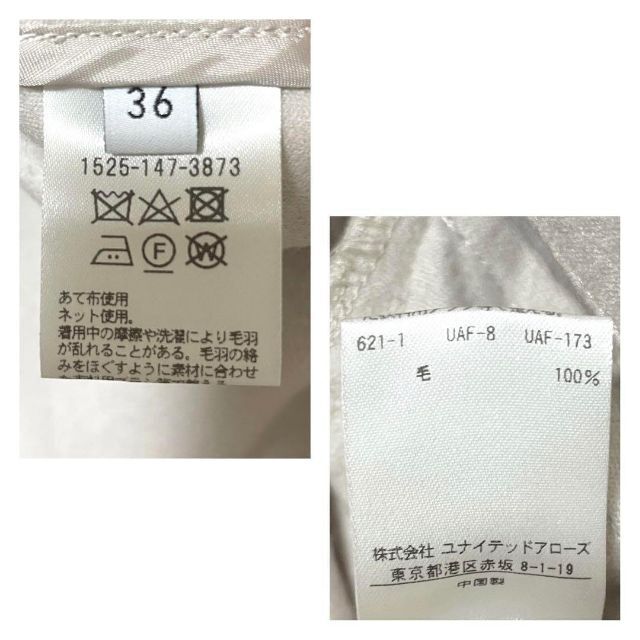 36
1525-147-3873
F
W
あて布使用
ネット使用。
着用中の摩擦や洗濯により毛羽
が乱れることがある。毛羽の絡
みをほぐすように素材に合わせ
621-1 UAF-8 UAF-173
毛 100%
株式会社 ユナイテッドアローズ
東京都港区赤坂 8-1-19
中国製